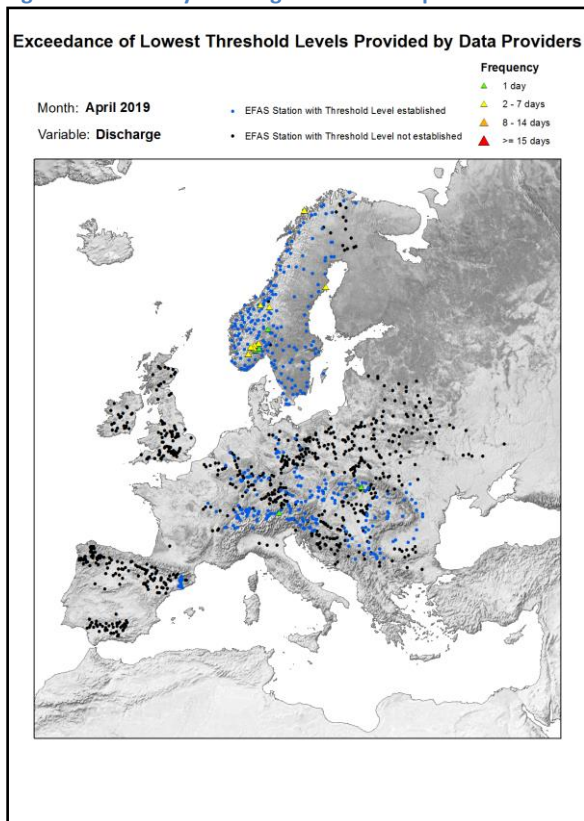 Exceedance of Lowest Threshold Levels Provided by Data Providers
Frequency
1 day
2 - 7 days
8 - 14 days
>= 15 days
Month: April 2019
EFAS Station with Threshold Level established
Variable: Discharge
EFAS Station with Threshold Level not established